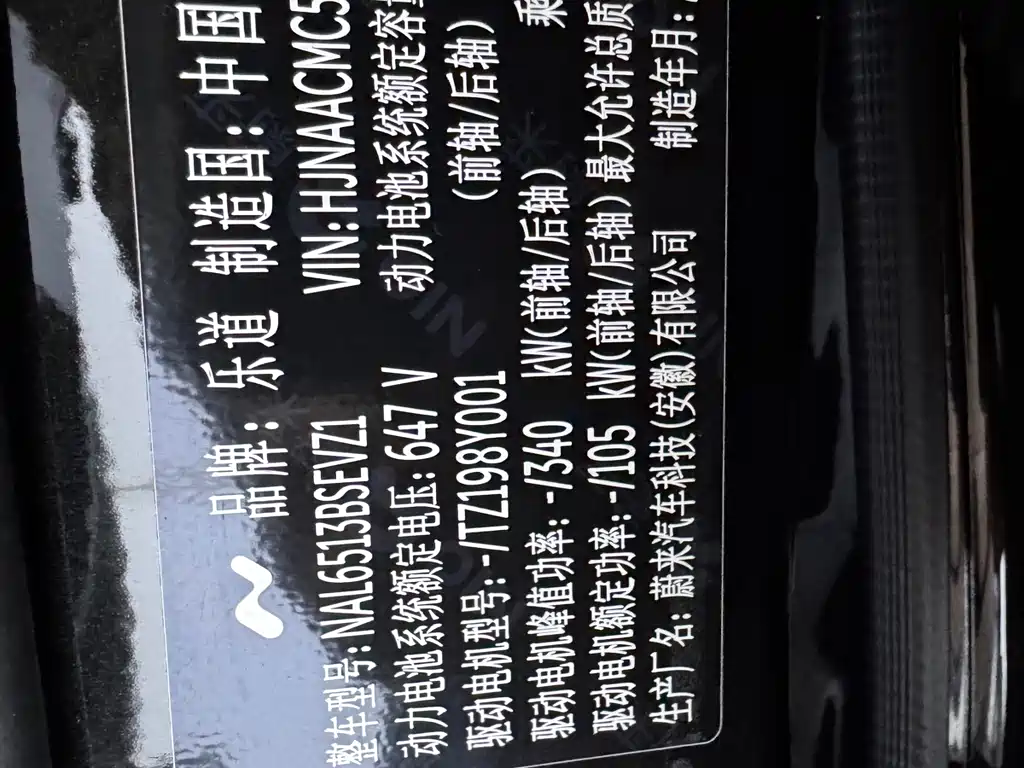 品牌: 乐道 制造国: 中国
整车型号:NAL6513BSEVZ1 VIN:HJNAACMC5
动力电池系统额定电压: 647 V 动力电池系统额定容
驱动电机型号:-/TZ198Y001 (前轴/后轴)
驱动电机峰值功率: -/340 kW(前轴/后轴) 乘
驱动电机额定功率:-/105 kW(前轴/后轴) 最大允许总质
生产厂名: 蔚来汽车科技(安徽)有限公司 制造年月: